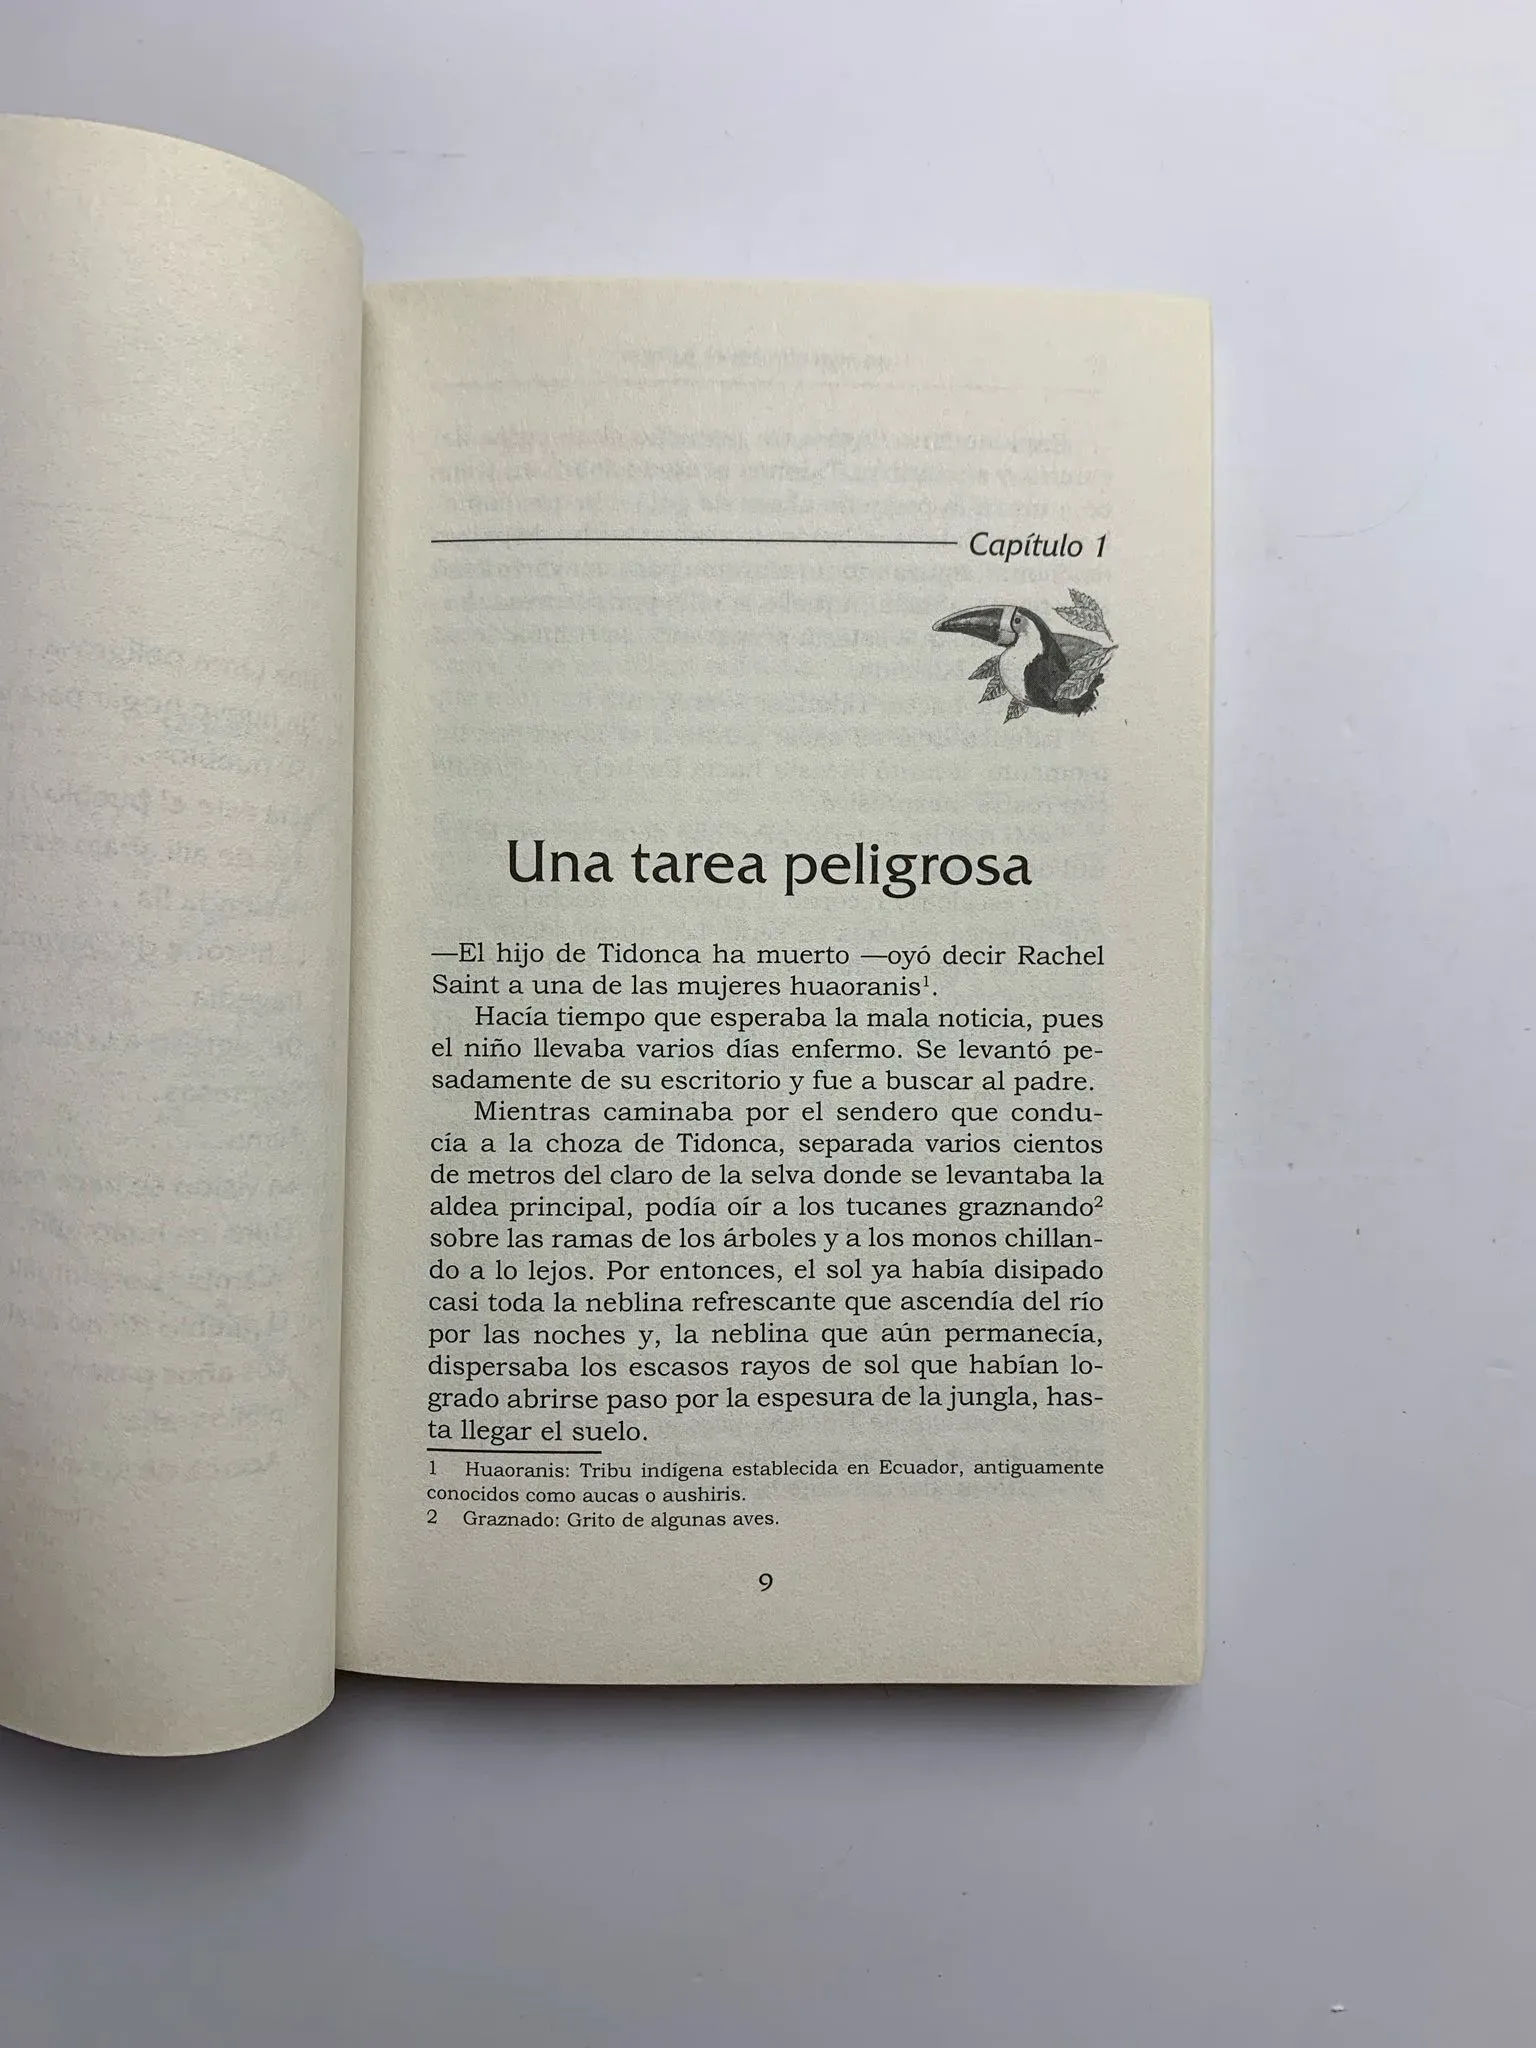 Capítulo 1
Una tarea peligrosa
—El hijo de Tidonca ha muerto —oyó decir Rachel
Saint a una de las mujeres huaoranis¹.
Hacía tiempo que esperaba la mala noticia, pues
el niño llevaba varios días enfermo. Se levantó pe-
sadamente de su escritorio y fue a buscar al padre.
Mientras caminaba por el sendero que condu-
cía a la choza de Tidonca, separada varios cientos
de metros del claro de la selva donde se levantaba la
aldea principal, podía oír a los tucanes graznando²
sobre las ramas de los árboles y a los monos chillan-
do a lo lejos. Por entonces, el sol ya había disipado
casi toda la neblina refrescante que ascendía del río
por las noches y, la neblina que aún permanecía,
dispersaba los escasos rayos de sol que habían lo-
grado abrirse paso por la espesura de la jungla, has-
ta llegar el suelo.
1 Huaoranis: Tribu indígena establecida en Ecuador, antiguamente
conocidos como aucas o aushiris.
2 Graznado: Grito de algunas aves.
9